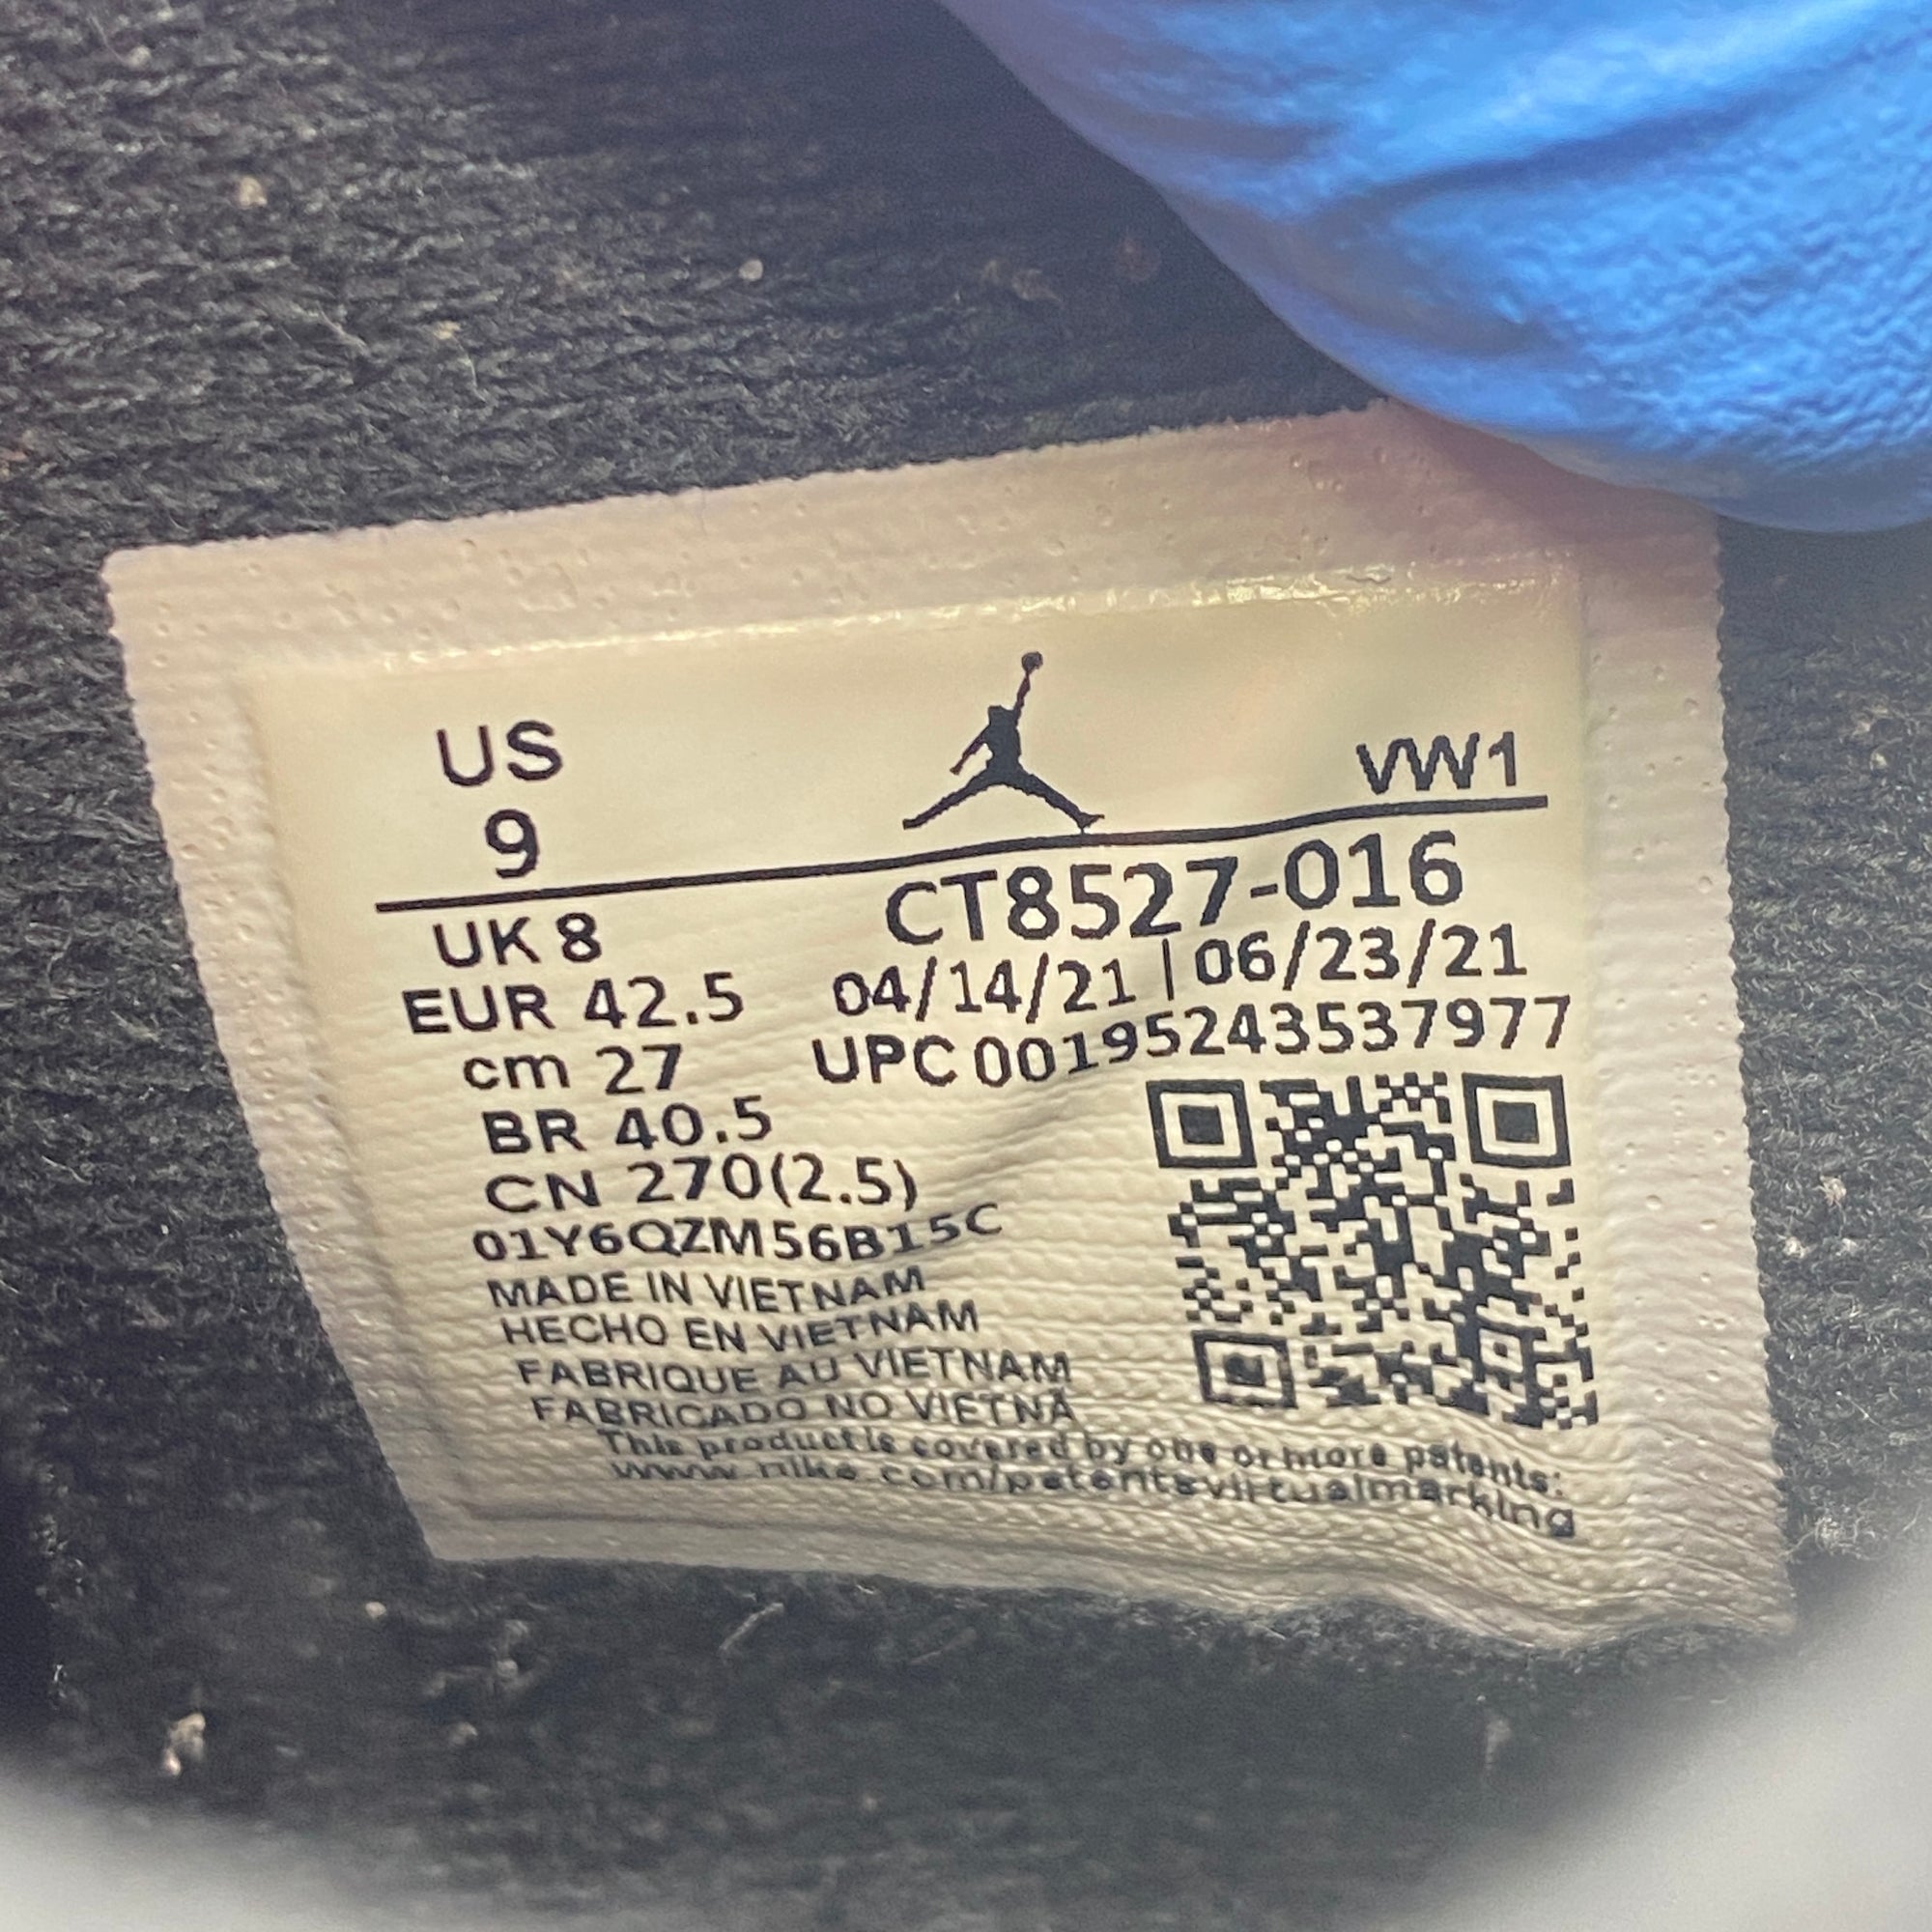 US
9
VW1
UK 8
EUR 42.5
cm 27
BR 40.5
CN 270(2.5)
01Y6QZM56B15C
CT8527-016
04/14/21 | 06/23/21
UPC 00195243537977
MADE IN VIETNAM
HECHO EN VIETNAM
FABRIQUE AU VIETNAM
FABRICADO NO VIETNÃ
This product is covered by one or more patents:
www.nike.com/patentsvirtualmarking